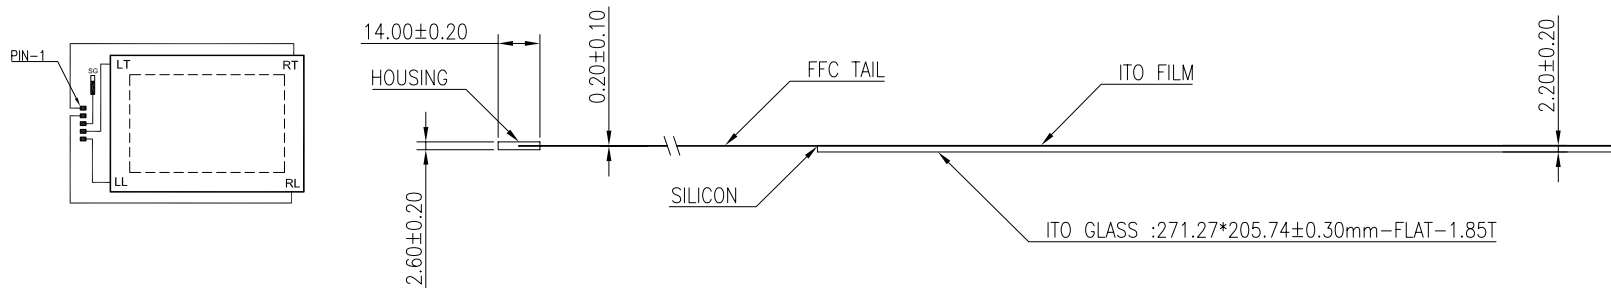 PIN-1
LT
RT
SG
LL
RL
14.00±0.20
HOUSING
2.60±0.20
0.20±0.10
FFC TAIL
SILICON
ITO FILM
ITO GLASS :271.27*205.74±0.30mm-FLAT-1.85T
2.20±0.20